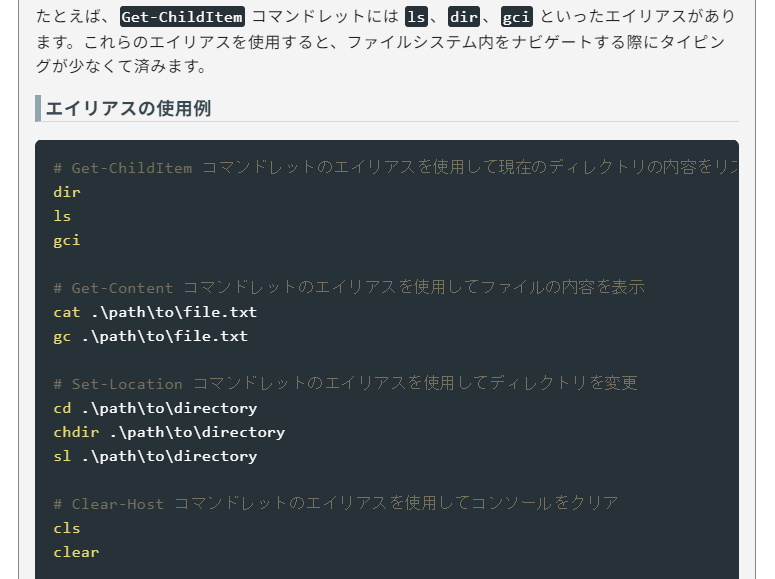 たとえば、Get-ChildItem コマンドレットには ls、dir、gci といったエイリアスがあり
ます。これらのエイリアスを使用すると、ファイルシステム内をナビゲートする際にタイピン
グが少なくて済みます。
エイリアスの使用例
# Get-ChildItem コマンドレットのエイリアスを使用して現在のディレクトリの内容をリス
dir
ls
gci
# Get-Content コマンドレットのエイリアスを使用してファイルの内容を表示
cat .\path\to\file.txt
gc .\path\to\file.txt
# Set-Location コマンドレットのエイリアスを使用してディレクトリを変更
cd .\path\to\directory
chdir .\path\to\directory
sl .\path\to\directory
# Clear-Host コマンドレットのエイリアスを使用してコンソールをクリア
cls
clear